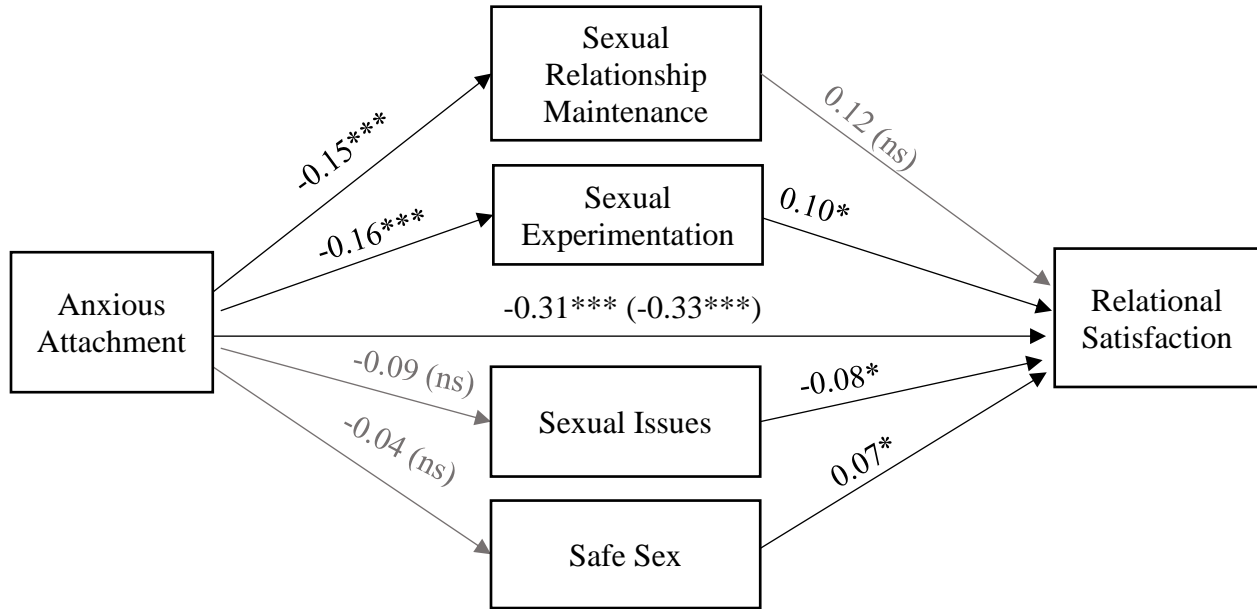 Sexual
Relationship
Maintenance
0.12 (ns)
-0.15***
Sexual
Experimentation
0.10*
-0.16***
Anxious
Attachment
-0.31*** (-0.33***)
Relational
Satisfaction
-0.09 (ns)
Sexual Issues
-0.08*
-0.04 (ns)
0.07*
Safe Sex